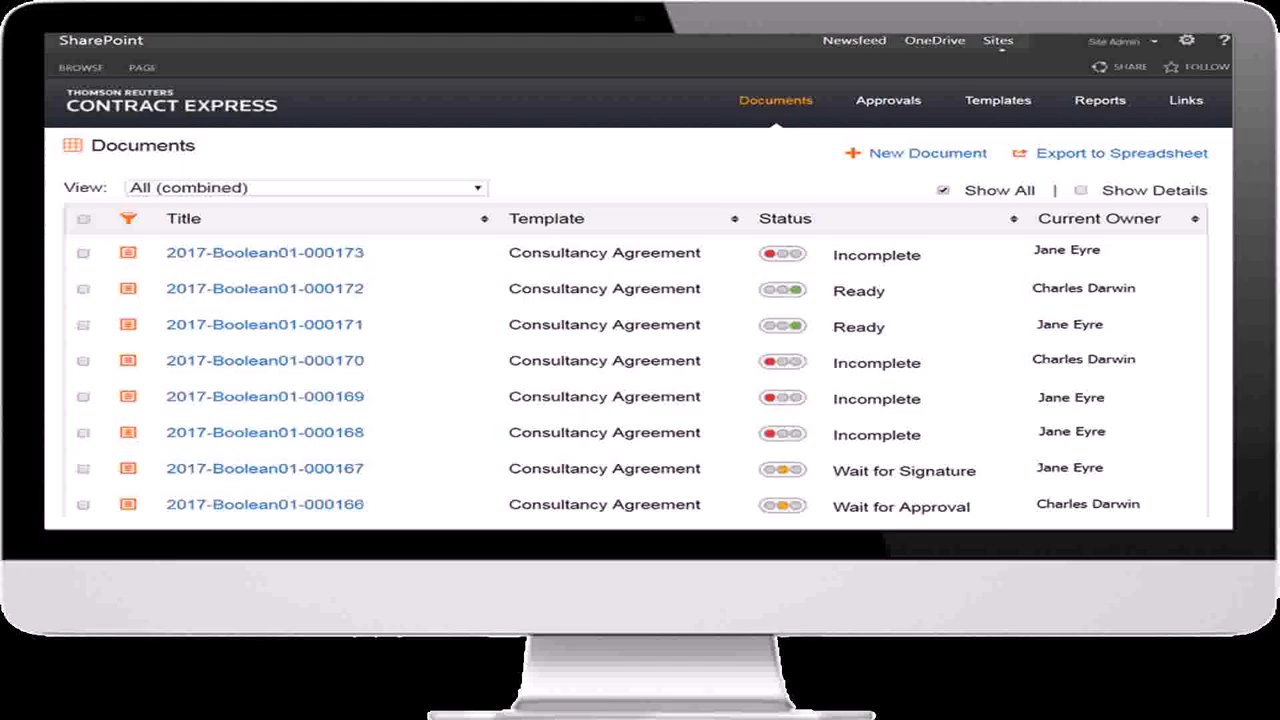 SharePoint Newsfeed OneDrive Sites Site Admin ?
BROWSE PAGE SHARE FOLLOW
THOMSON REUTERS
CONTRACT EXPRESS Documents Approvals Templates Reports Links
Documents
+ New Document Export to Spreadsheet
View: All (combined) Show All | Show Details
Title Template Status Current Owner
2017-Boolean01-000173 Consultancy Agreement Incomplete Jane Eyre
2017-Boolean01-000172 Consultancy Agreement Ready Charles Darwin
2017-Boolean01-000171 Consultancy Agreement Ready Jane Eyre
2017-Boolean01-000170 Consultancy Agreement Incomplete Charles Darwin
2017-Boolean01-000169 Consultancy Agreement Incomplete Jane Eyre
2017-Boolean01-000168 Consultancy Agreement Incomplete Jane Eyre
2017-Boolean01-000167 Consultancy Agreement Wait for Signature Jane Eyre
2017-Boolean01-000166 Consultancy Agreement Wait for Approval Charles Darwin